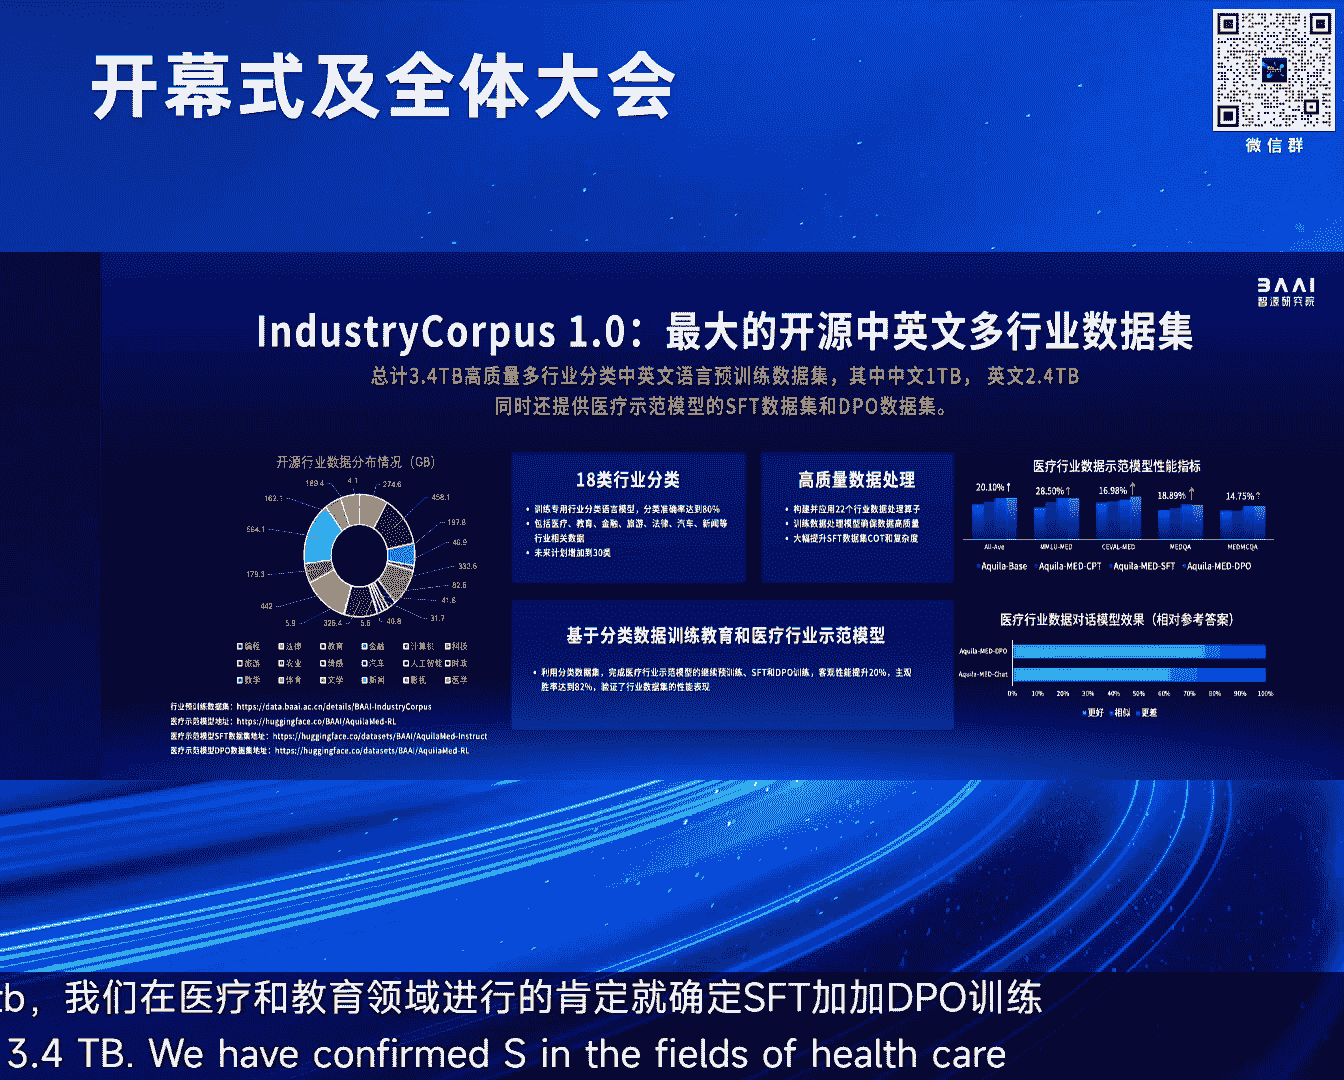 开幕式及全体大会
微信群
BAAI
智源研究院
IndustryCorpus 1.0：最大的开源中英文多行业数据集
总计3.4TB高质量多行业分类中英文语言预训练数据集，其中中文1TB， 英文2.4TB
同时还提供医疗示范模型的SFT数据集和DPO数据集。
开源行业数据分布情况（GB）
4.1
274.6
458.1
197.8
46.9
333.6
82.6
41.6
31.7
5.6
326.4
5.9
442
179.3
564.1
162.1
189.4
编程 法律 教育 金融 计算机 科技
旅游 农业 情感 汽车 人工智能 时政
数学 体育 文学 新闻 影视 医学
行业预训练数据集：https://data.baai.ac.cn/details/BAAI-IndustryCorpus
医疗示范模型地址：https://huggingface.co/BAAI/AquilaMed-RL
医疗示范模型SFT数据集地址：https://huggingface.co/datasets/BAAI/AquilaMed-Instruct
医疗示范模型DPO数据集地址：https://huggingface.co/datasets/BAAI/AquilaMed-RL
18类行业分类
• 训练专用行业分类语言模型，分类准确率达到80%
• 包括医疗、教育、金融、旅游、法律、汽车、新闻等
行业相关数据
• 未来计划增加到30类
高质量数据处理
• 构建并应用22个行业数据处理算子
• 训练数据处理模型确保数据高质量
• 大幅提升SFT数据集COT和复杂度
基于分类数据训练教育和医疗行业示范模型
• 利用分类数据集，完成医疗行业示范模型的继续预训练、SFT和DPO训练，客观性能提升20%，主观
胜率达到82%，验证了行业数据集的性能表现
医疗行业数据示范模型性能指标
20.10%↑ 28.50%↑ 16.98%↑ 18.89%↑ 14.75%↑
All-Ave MMLU-MED CEVAL-MED MEDQA MEDMCQA
Aquila-Base Aquila-MED-CPT Aquila-MED-SFT Aquila-MED-DPO
医疗行业数据对话模型效果（相对参考答案）
Aquila-MED-DPO
Aquila-MED-Chat
0% 10% 20% 30% 40% 50% 60% 70% 80% 90% 100%
更好 相似 更差
tb，我们在医疗和教育领域进行的肯定就确定SFT加加DPO训练
3.4 TB. We have confirmed S in the fields of health care